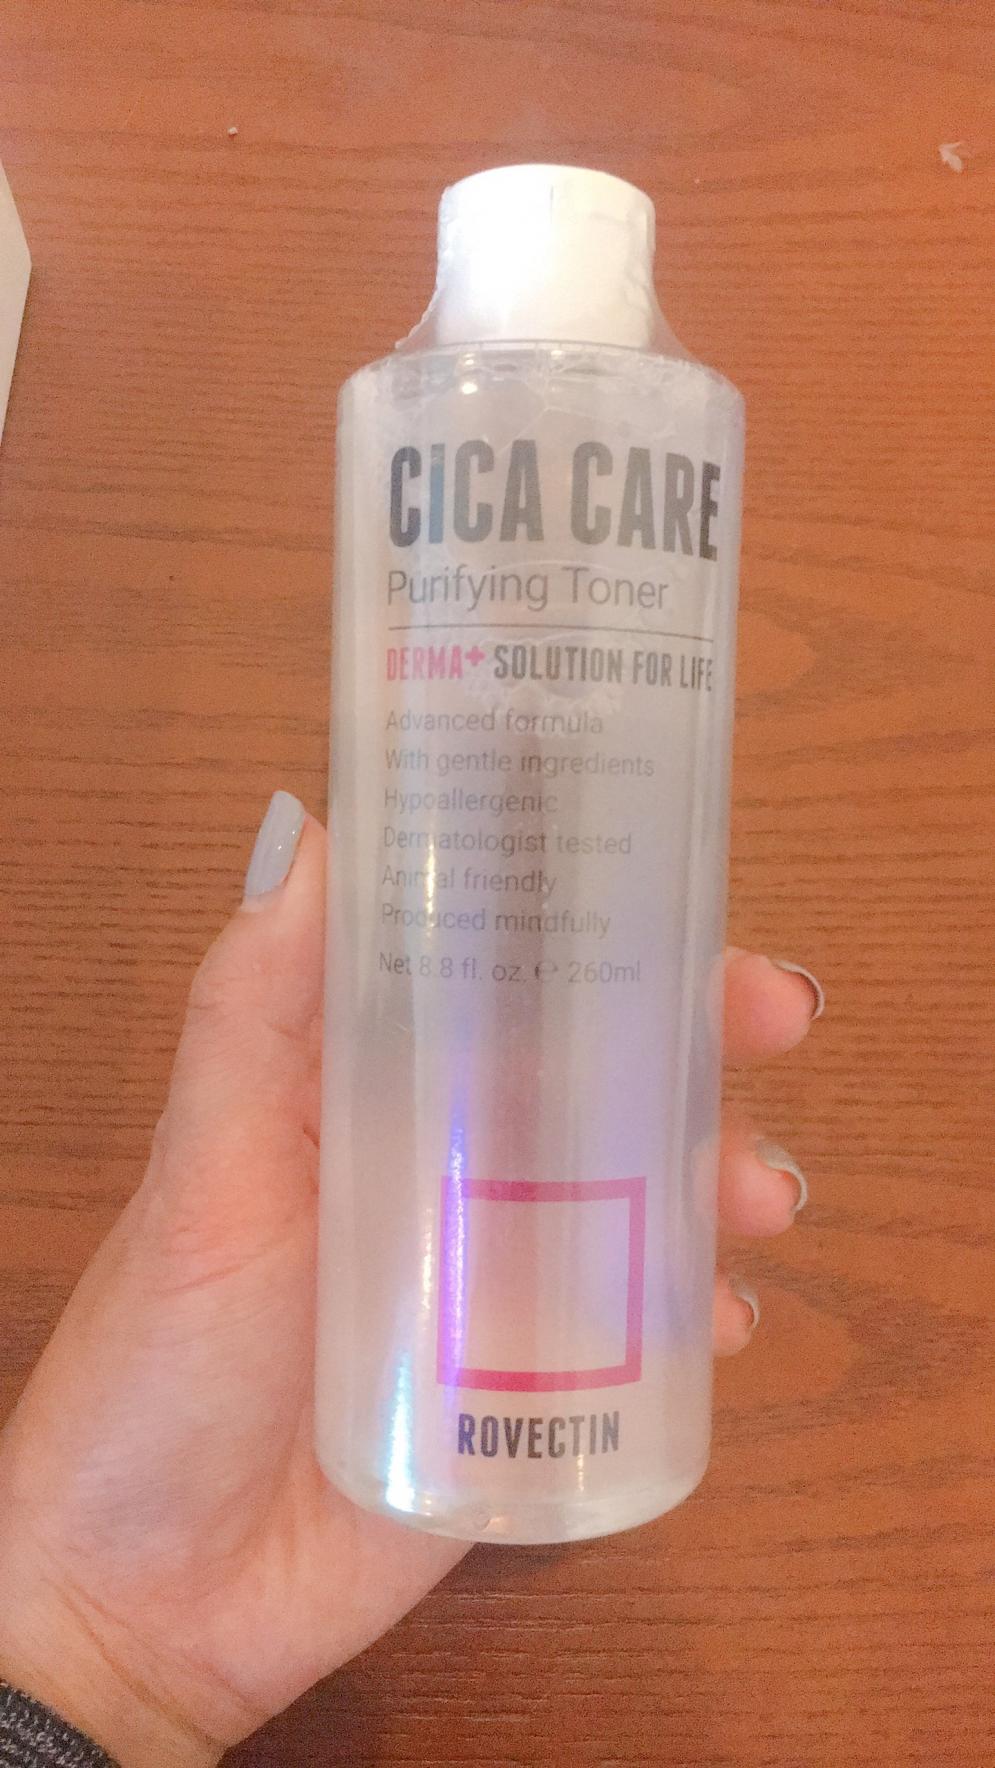 CICA CARE
Purifying Toner
DERMA+ SOLUTION FOR LIFE
Advanced formula
With gentle ingredients
Hypoallergenic
Dermatologist tested
Animal friendly
Produced mindfully
Net 8.8 fl. oz. ℮ 260ml
ROVECTIN